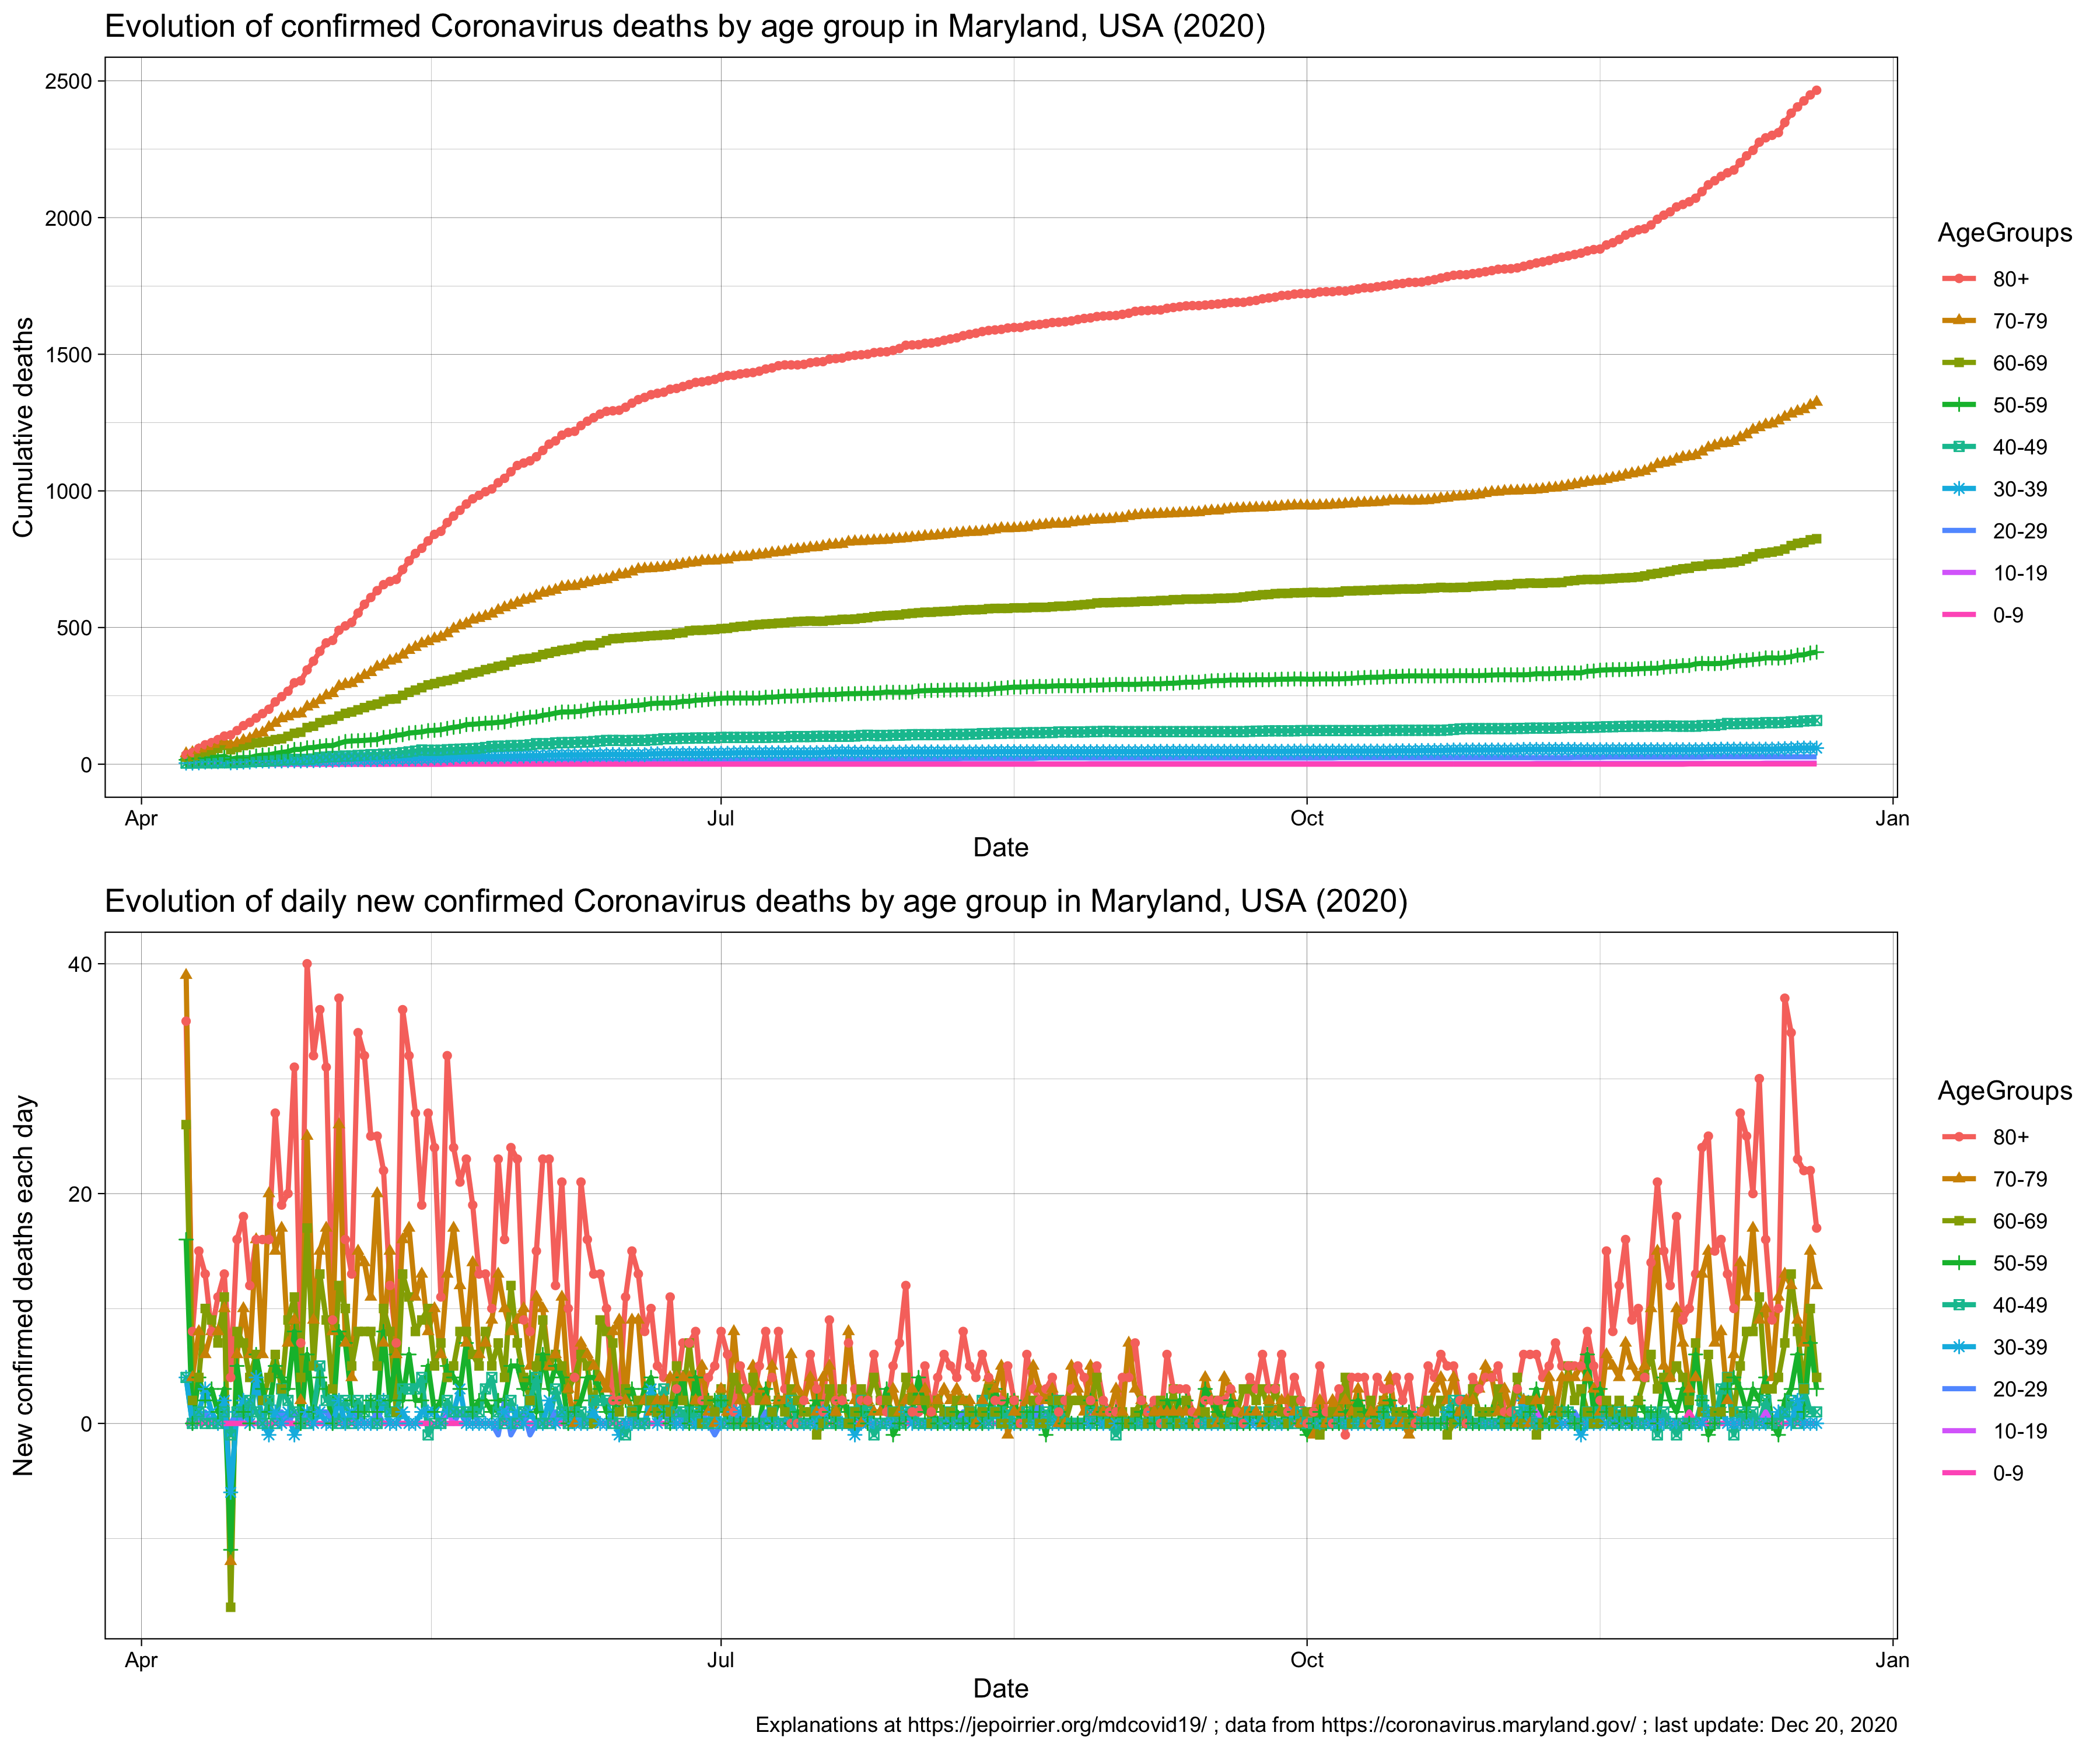 Evolution of confirmed Coronavirus deaths by age group in Maryland, USA (2020)
2500
2000
1500
1000
500
0
Cumulative deaths
Apr
Jul
Oct
Jan
Date
AgeGroups
80+
70-79
60-69
50-59
40-49
30-39
20-29
10-19
0-9
Evolution of daily new confirmed Coronavirus deaths by age group in Maryland, USA (2020)
40
20
0
New confirmed deaths each day
Apr
Jul
Oct
Jan
Date
AgeGroups
80+
70-79
60-69
50-59
40-49
30-39
20-29
10-19
0-9
Explanations at https://jepoirrier.org/mdcovid19/ ; data from https://coronavirus.maryland.gov/ ; last update: Dec 20, 2020